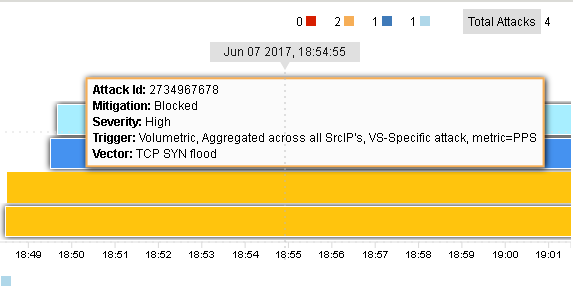 0 2 1 1 Total Attacks 4
Jun 07 2017, 18:54:55
Attack Id: 2734967678
Mitigation: Blocked
Severity: High
Trigger: Volumetric, Aggregated across all SrcIP's, VS-Specific attack, metric=PPS
Vector: TCP SYN flood
18:49 18:50 18:51 18:52 18:53 18:54 18:55 18:56 18:57 18:58 18:59 19:00 19:01